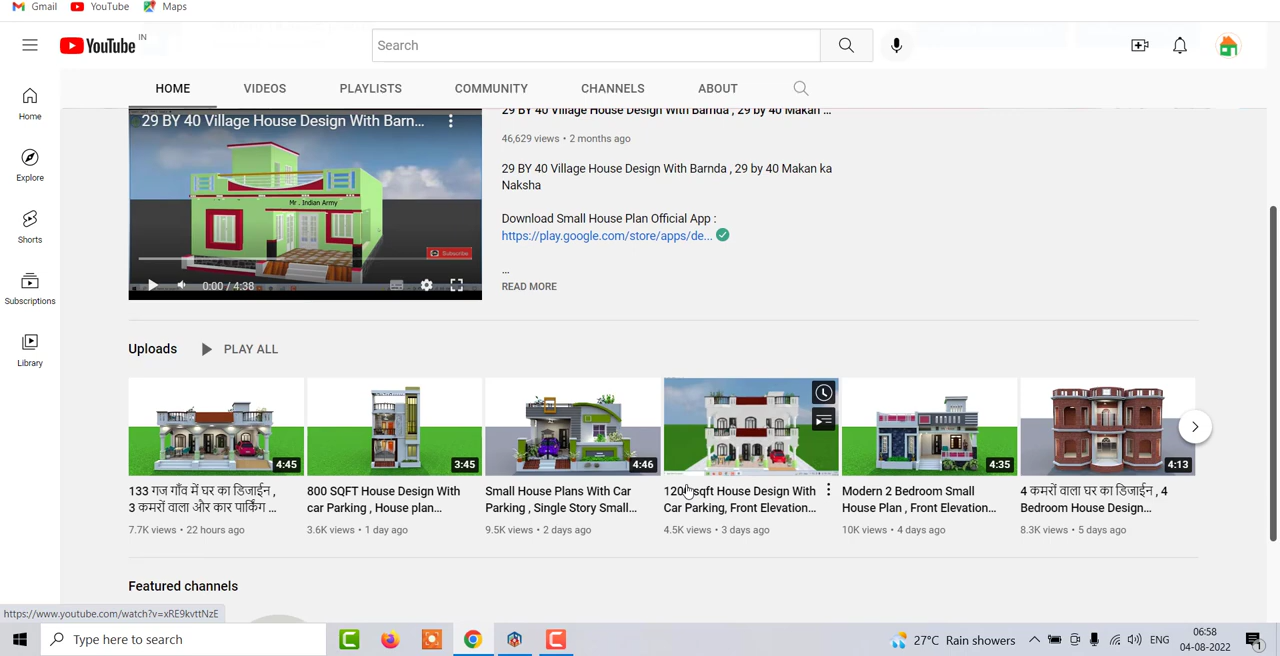 Gmail YouTube Maps
YouTube IN
Search
HOME VIDEOS PLAYLISTS COMMUNITY CHANNELS ABOUT
Home
Explore
Shorts
Subscriptions
Library
29 BY 40 Village House Design With Barn...
Mr . Indian Army
Subscribe
0:00 / 4:38
29 BY 40 Village House Design With Barnda , 29 by 40 Makan ...
46,629 views • 2 months ago
29 BY 40 Village House Design With Barnda , 29 by 40 Makan ka
Naksha
Download Small House Plan Official App :
https://play.google.com/store/apps/de...
...
READ MORE
Uploads PLAY ALL
4:45
133 गज गाँव में घर का डिजाईन ,
3 कमरों वाला और कार पार्किंग ...
7.7K views • 22 hours ago
3:45
800 SQFT House Design With
car Parking , House plan...
3.6K views • 1 day ago
4:46
Small House Plans With Car
Parking , Single Story Small...
9.5K views • 2 days ago
1200 sqft House Design With
Car Parking, Front Elevation...
4.5K views • 3 days ago
4:35
Modern 2 Bedroom Small
House Plan , Front Elevation...
10K views • 4 days ago
4:13
4 कमरों वाला घर का डिजाईन , 4
Bedroom House Design...
8.3K views • 5 days ago
Featured channels
https://www.youtube.com/watch?v=xRE9kvttNzE
Type here to search
27°C Rain showers
ENG
06:58
04-08-2022
1